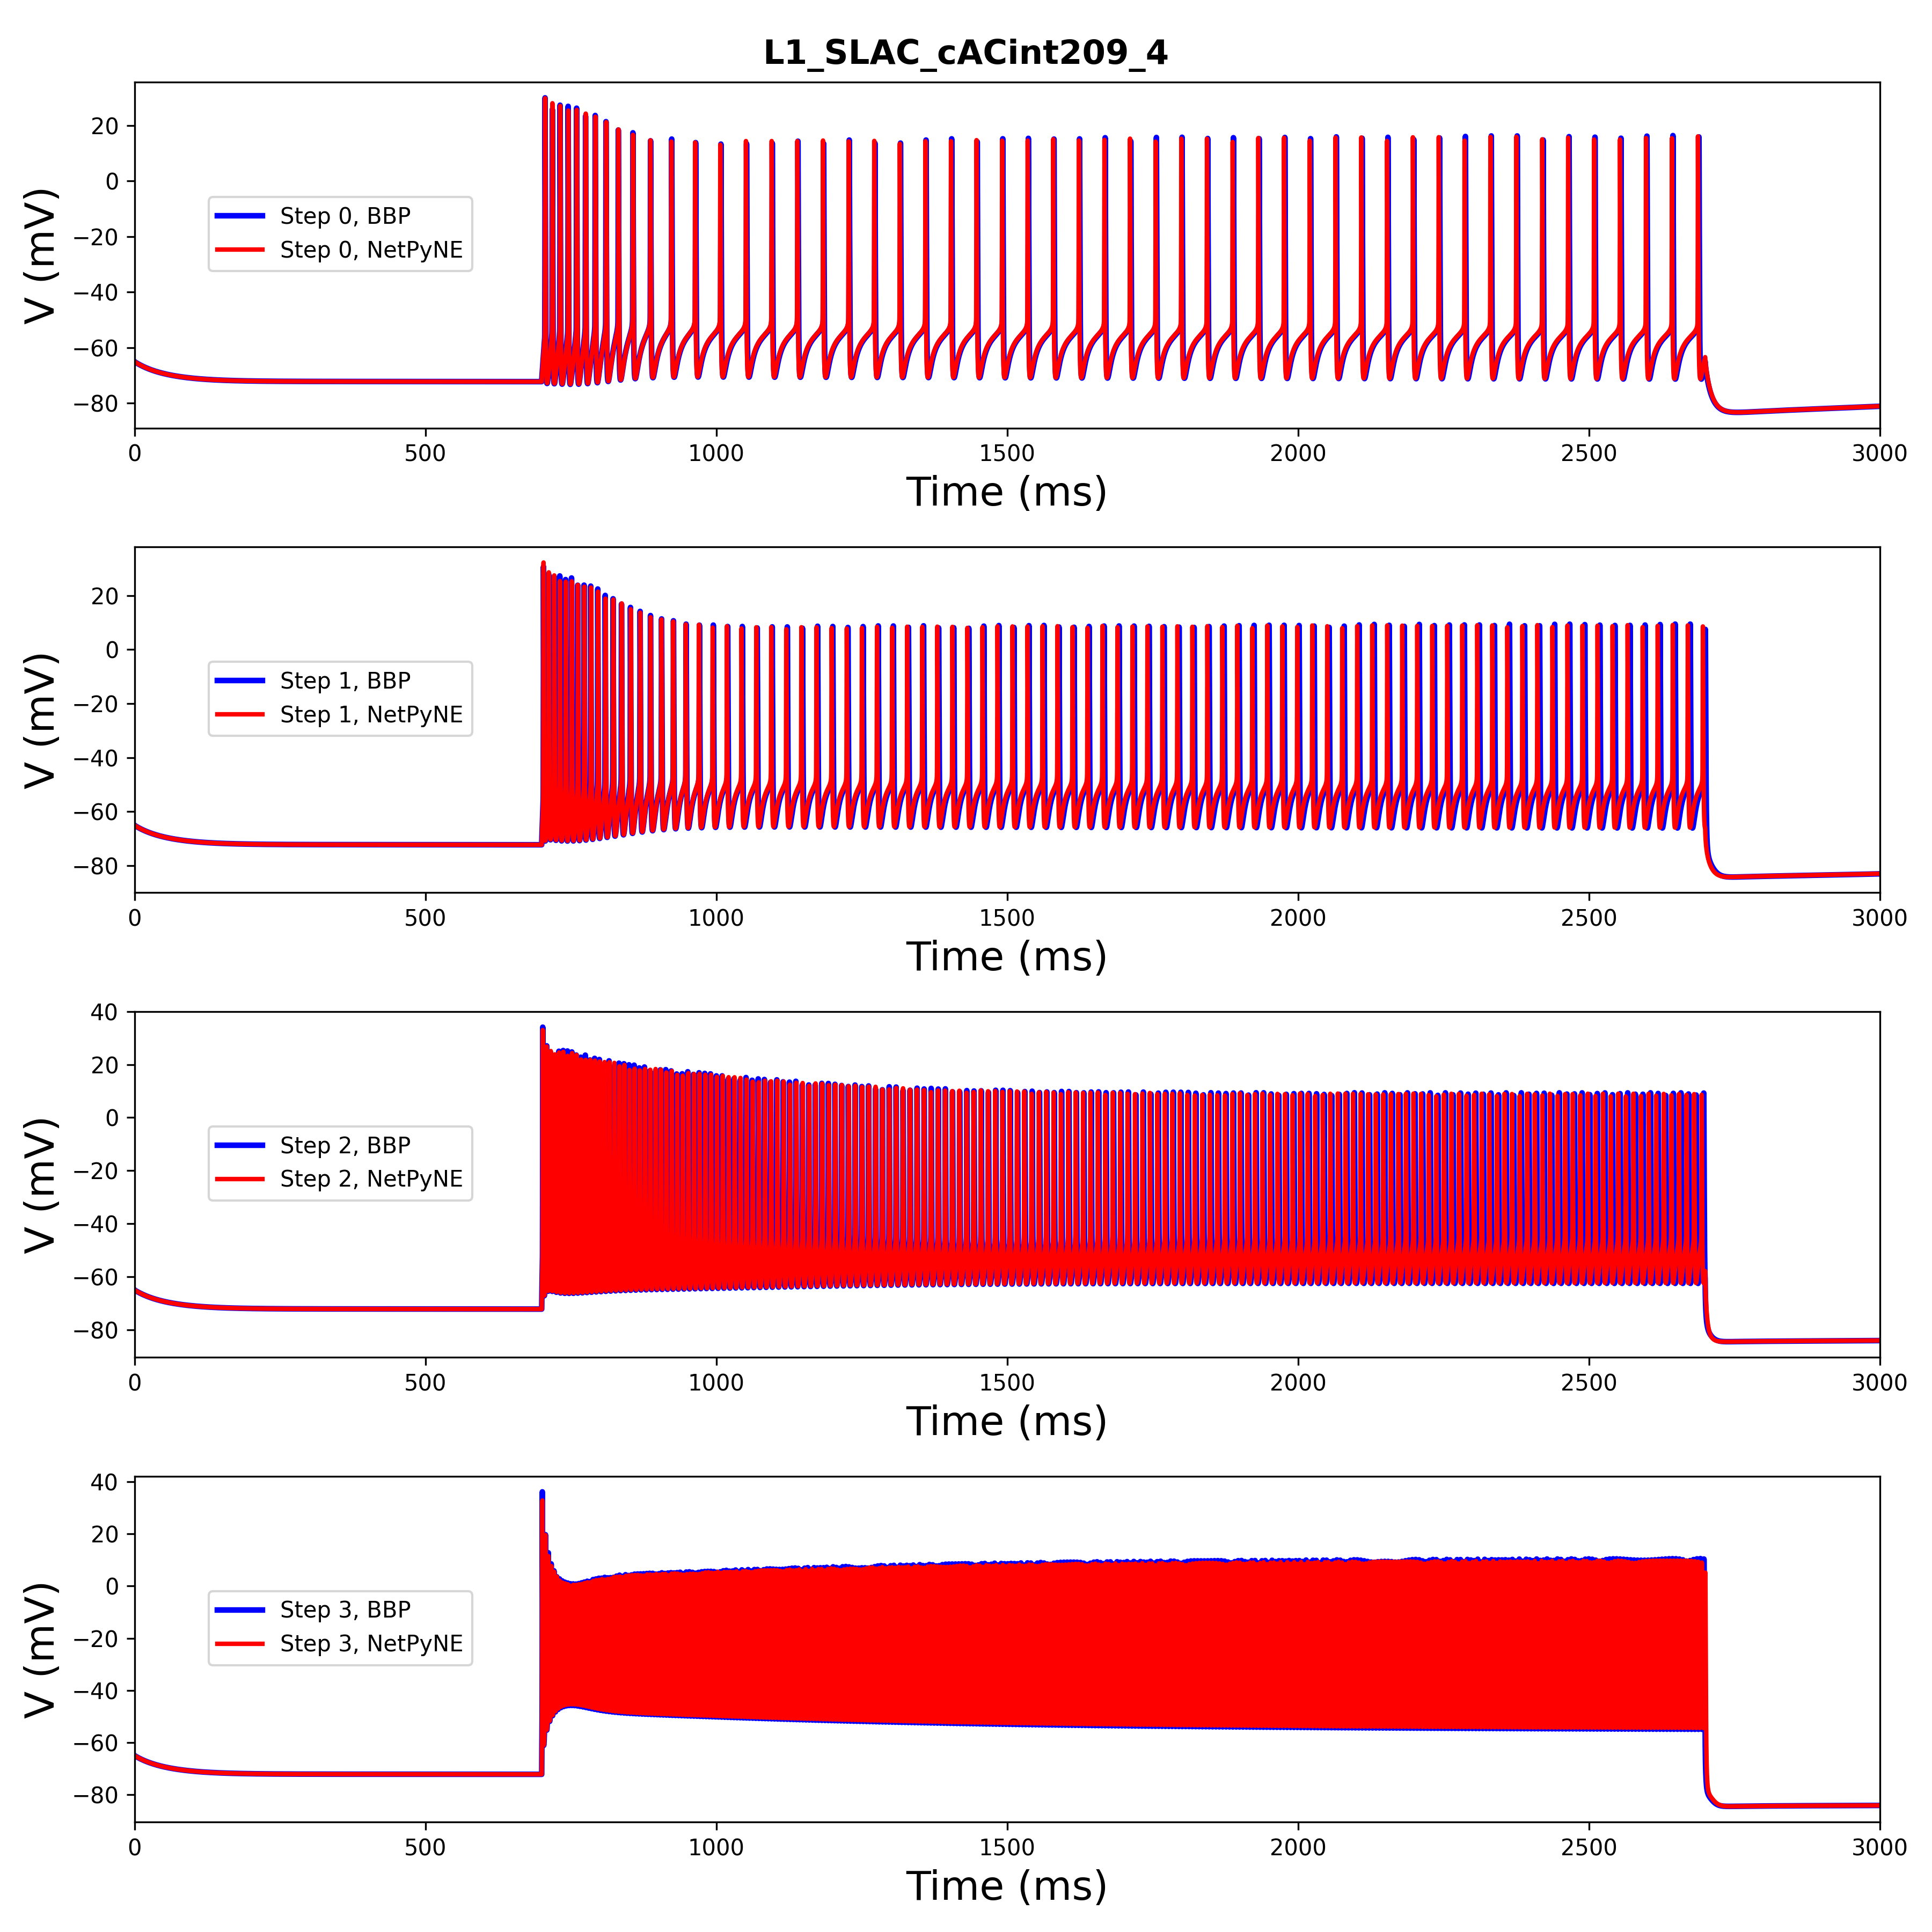 L1_SLAC_cACint209_4
20
0
−20
−40
−60
−80
V (mV)
Step 0, BBP
Step 0, NetPyNE
0 500 1000 1500 2000 2500 3000
Time (ms)
20
0
−20
−40
−60
−80
V (mV)
Step 1, BBP
Step 1, NetPyNE
0 500 1000 1500 2000 2500 3000
Time (ms)
40
20
0
−20
−40
−60
−80
V (mV)
Step 2, BBP
Step 2, NetPyNE
0 500 1000 1500 2000 2500 3000
Time (ms)
40
20
0
−20
−40
−60
−80
V (mV)
Step 3, BBP
Step 3, NetPyNE
0 500 1000 1500 2000 2500 3000
Time (ms)